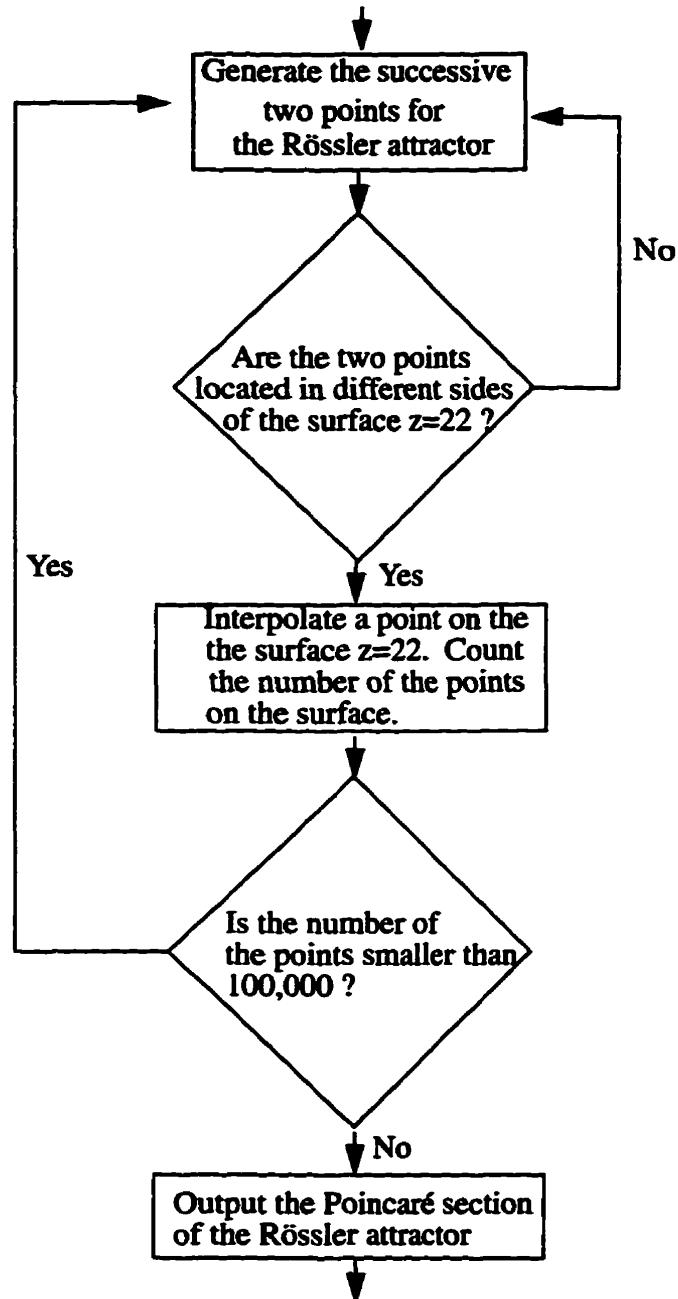 Generate the successive
two points for
the Rössler attractor
No
Are the two points
located in different sides
of the surface z=22 ?
Yes
Yes
Interpolate a point on the
the surface z=22. Count
the number of the points
on the surface.
Is the number of
the points smaller than
100,000 ?
No
Output the Poincaré section
of the Rössler attractor